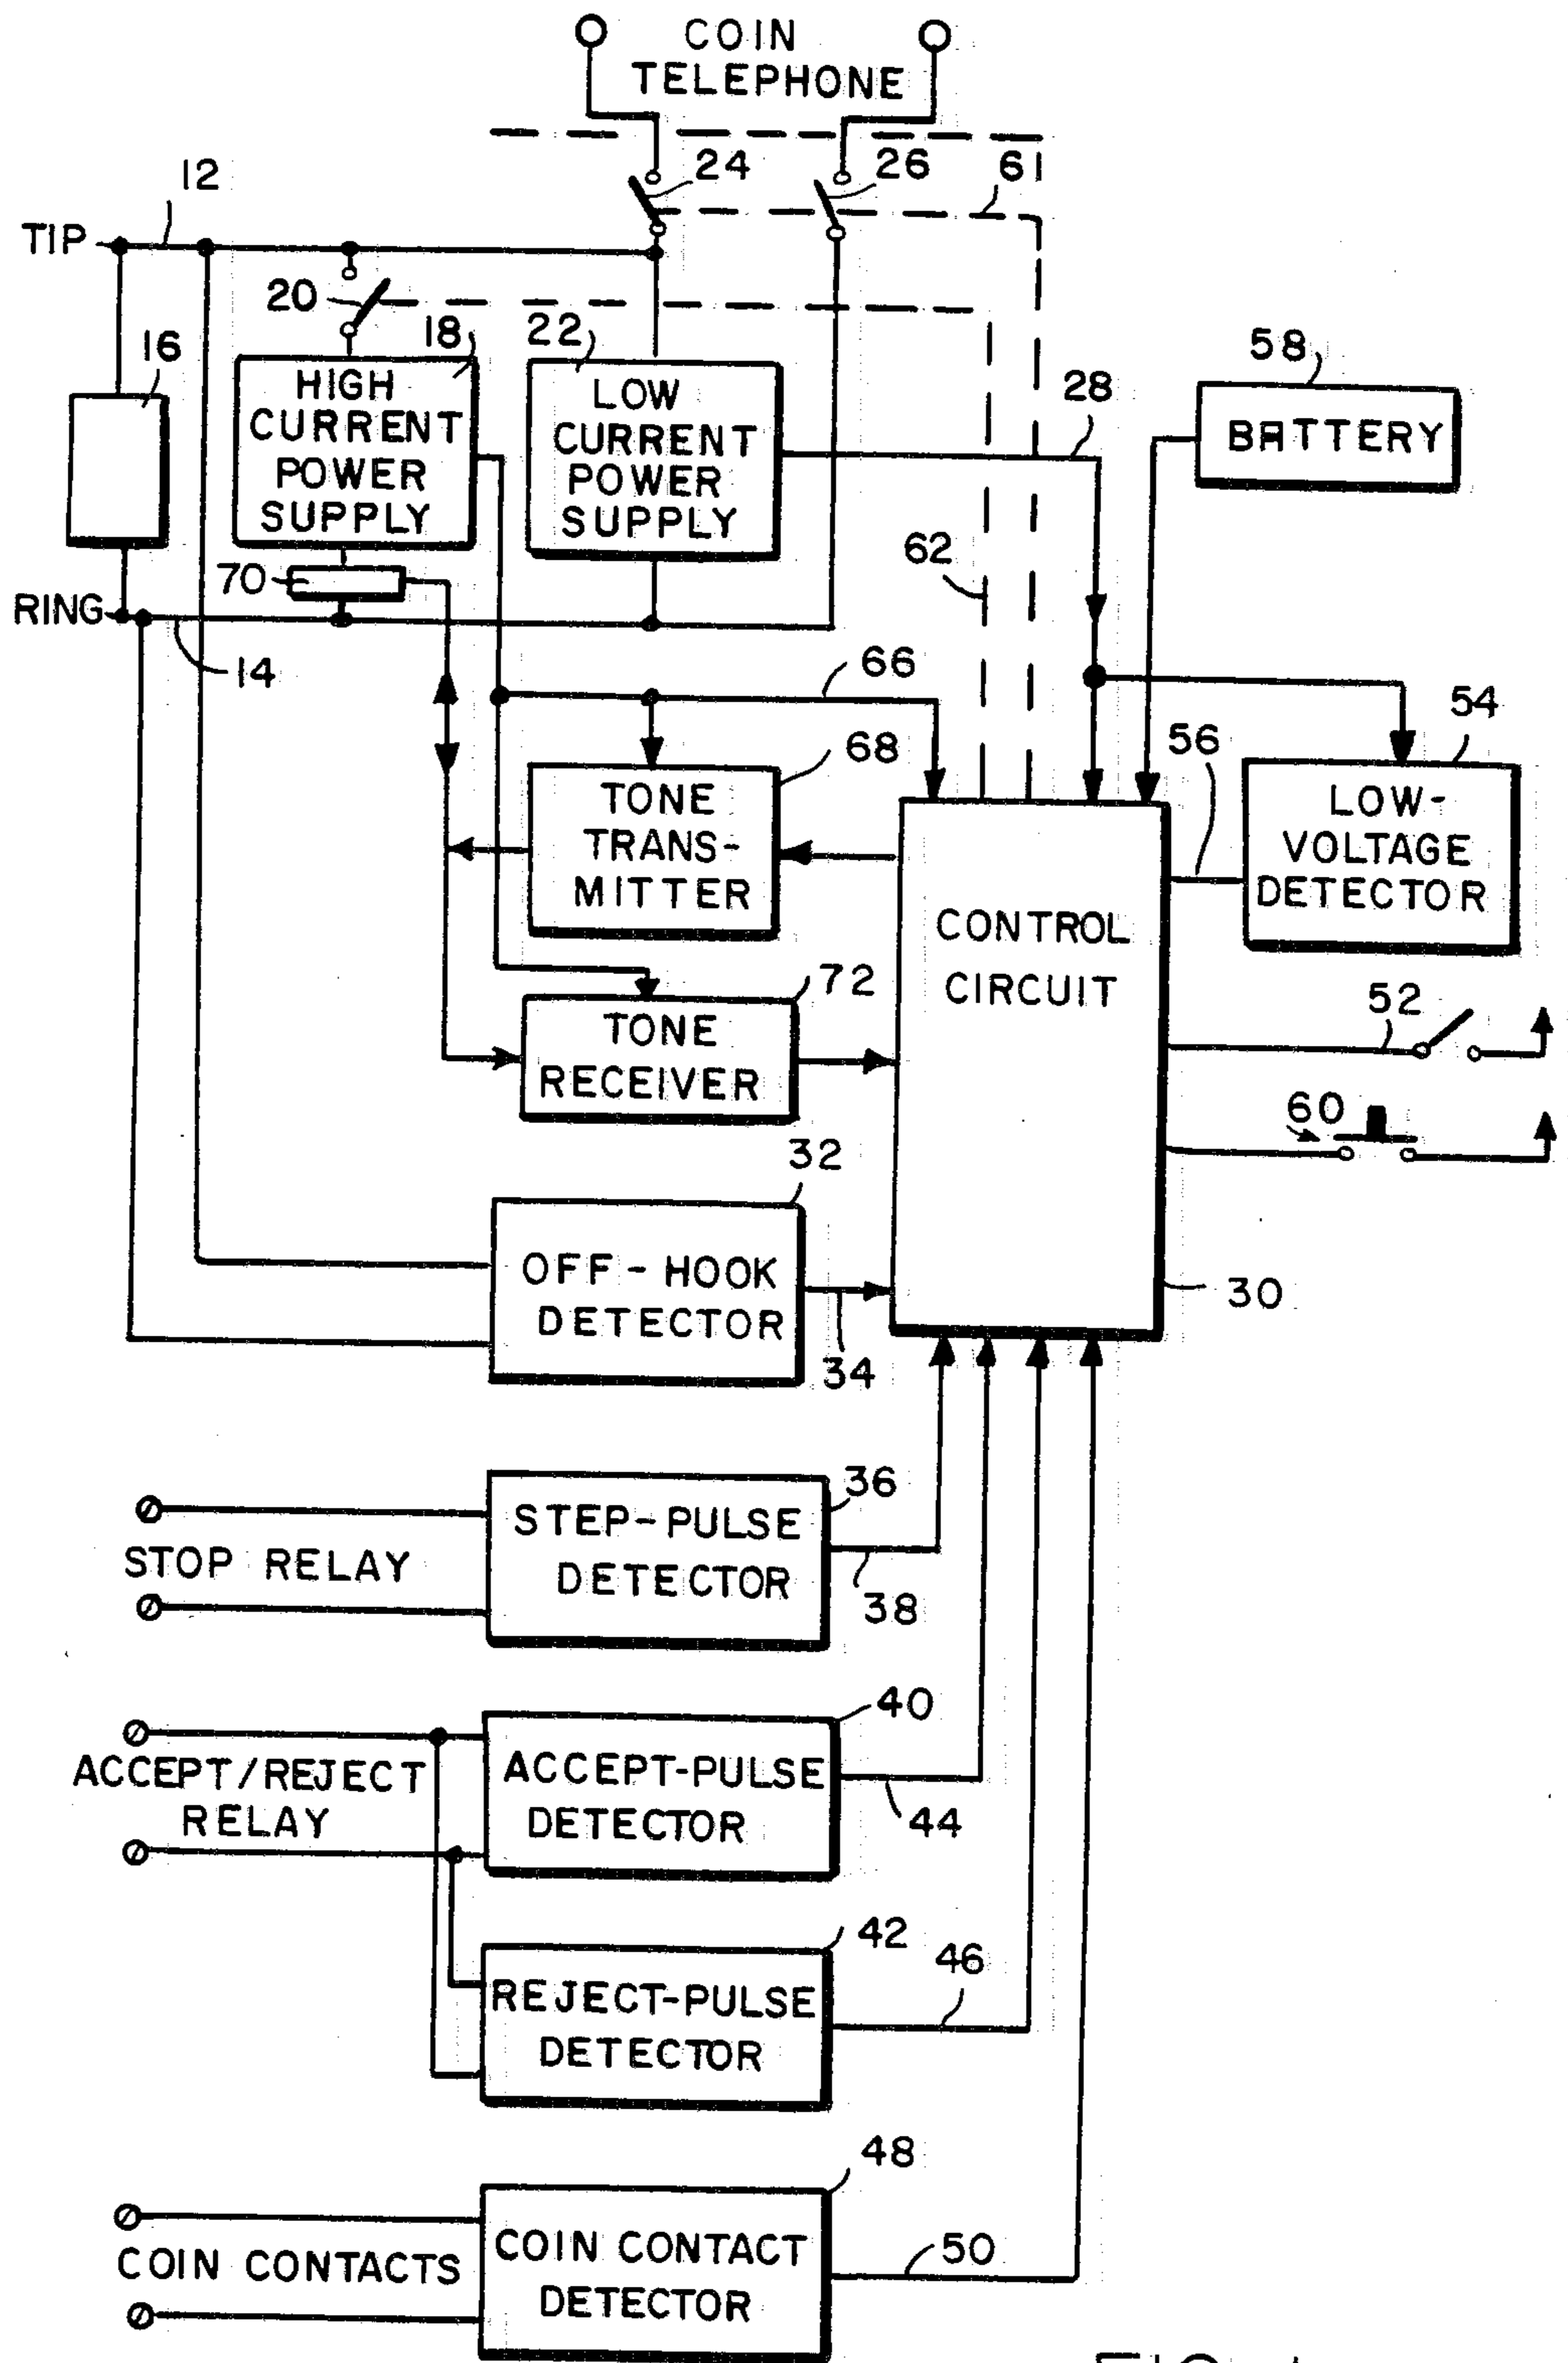 COIN
TELEPHONE
24
26
61
12
TIP
20
18
22
16
HIGH
CURRENT
POWER
SUPPLY
LOW
CURRENT
POWER
SUPPLY
28
58
BATTERY
70
62
RING
14
66
54
68
56
TONE
TRANS-
MITTER
LOW-
VOLTAGE
DETECTOR
CONTROL
CIRCUIT
72
52
TONE
RECEIVER
60
32
OFF-HOOK
DETECTOR
30
34
36
STEP-PULSE
DETECTOR
STOP RELAY
38
40
ACCEPT/REJECT
RELAY
ACCEPT-PULSE
DETECTOR
44
42
46
REJECT-PULSE
DETECTOR
48
COIN CONTACTS
COIN CONTACT
DETECTOR
50